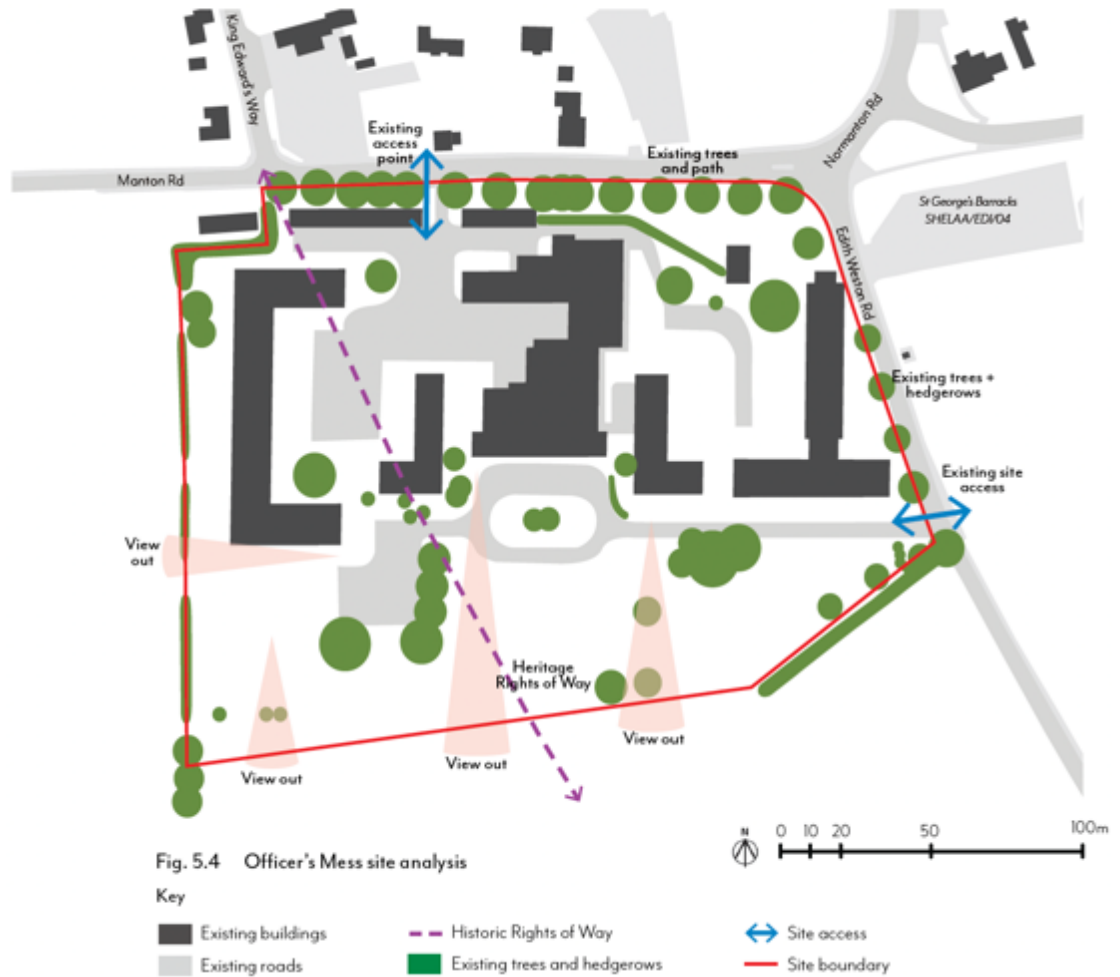 King Edward's Way
Existing
access
point
Manton Rd
Existing trees
and path
Normanton Rd
St George's Barracks
SHELAA/EDI/04
Edith Weston Rd
Existing trees +
hedgerows
Existing site
access
View
out
Heritage
Rights of Way
View out
View out
View out
Fig. 5.4 Officer's Mess site analysis
N
0 10 20 50 100m
Key
Existing buildings
Historic Rights of Way
Site access
Existing roads
Existing trees and hedgerows
Site boundary